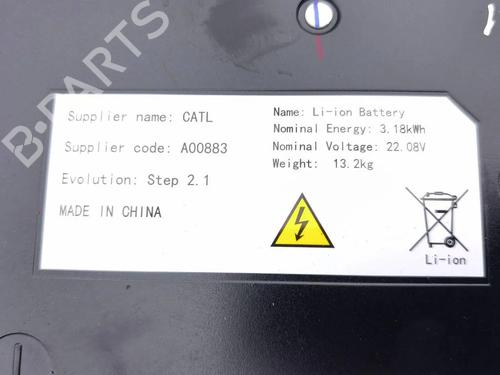 B-PARTS
Supplier name: CATL
Supplier code: A00883
Evolution: Step 2.1
MADE IN CHINA
Name: Li-ion Battery
Nominal Energy: 3.18kWh
Nominal Voltage: 22.08V
Weight: 13.2kg
Li-ion